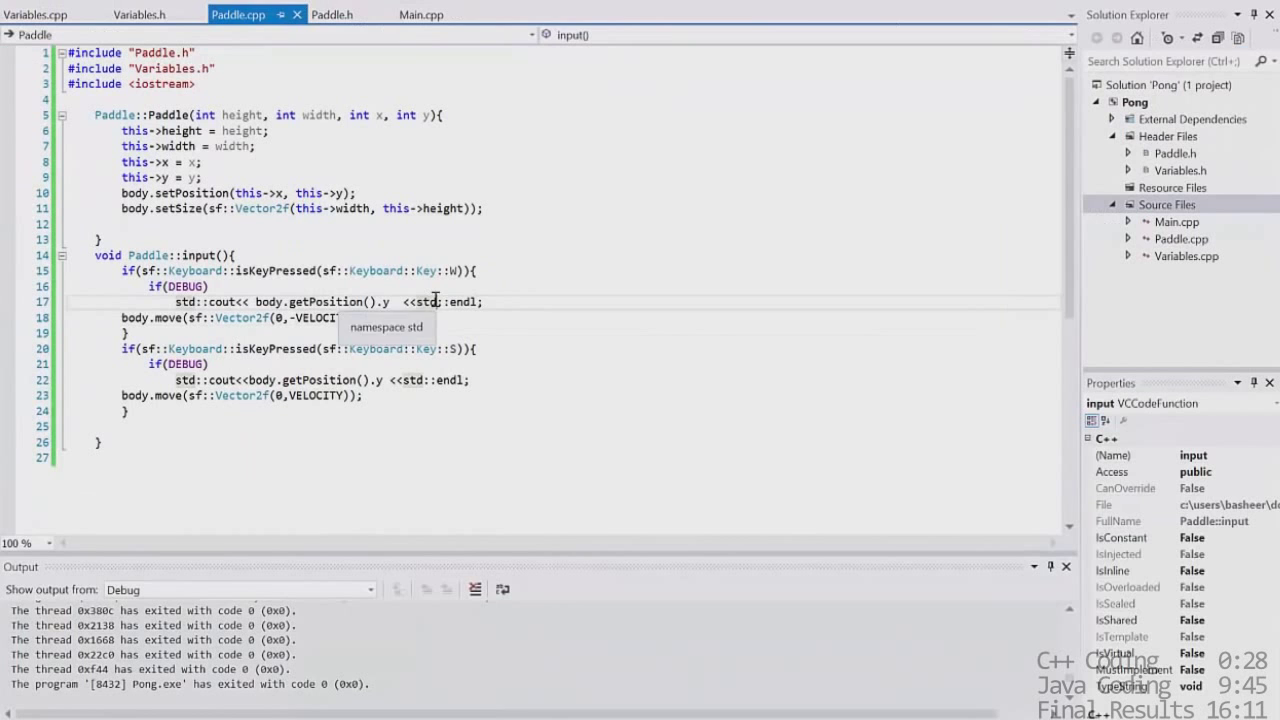 Variables.cpp Variables.h Paddle.cpp Paddle.h Main.cpp Solution Explorer
Paddle input()
Search Solution Explorer (Ctrl+;)
Solution 'Pong' (1 project)
Pong
External Dependencies
Header Files
Paddle.h
Variables.h
Resource Files
Source Files
Main.cpp
Paddle.cpp
Variables.cpp
1 #include "Paddle.h"
2 #include "Variables.h"
3 #include <iostream>
4
5 Paddle::Paddle(int height, int width, int x, int y){
6 this->height = height;
7 this->width = width;
8 this->x = x;
9 this->y = y;
10 body.setPosition(this->x, this->y);
11 body.setSize(sf::Vector2f(this->width, this->height));
12
13 }
14 void Paddle::input(){
15 if(sf::Keyboard::isKeyPressed(sf::Keyboard::Key::W)){
16 if(DEBUG)
17 std::cout<< body.getPosition().y <<std::endl;
18 body.move(sf::Vector2f(0,-VELOCIT
namespace std
19 }
20 if(sf::Keyboard::isKeyPressed(sf::Keyboard::Key::S)){
21 if(DEBUG)
22 std::cout<<body.getPosition().y <<std::endl;
23 body.move(sf::Vector2f(0,VELOCITY));
24 }
25
26 }
27
100 %
Properties
input VCCodeFunction
C++
(Name) input
Access public
CanOverride False
File c:\users\basheer\do
FullName Paddle::input
IsConstant False
IsInjected False
IsInline False
IsOverloaded False
IsSealed False
IsShared False
IsTemplate False
IsVirtual False
MustImplement False
TypeString void
C++
Output
Show output from: Debug
The thread 0x380c has exited with code 0 (0x0).
The thread 0x2138 has exited with code 0 (0x0).
The thread 0x1668 has exited with code 0 (0x0).
The thread 0x22c0 has exited with code 0 (0x0).
The thread 0xf44 has exited with code 0 (0x0).
The program '[8432] Pong.exe' has exited with code 0 (0x0).
C++ Coding 0:28
Java Coding 9:45
Final Results 16:11